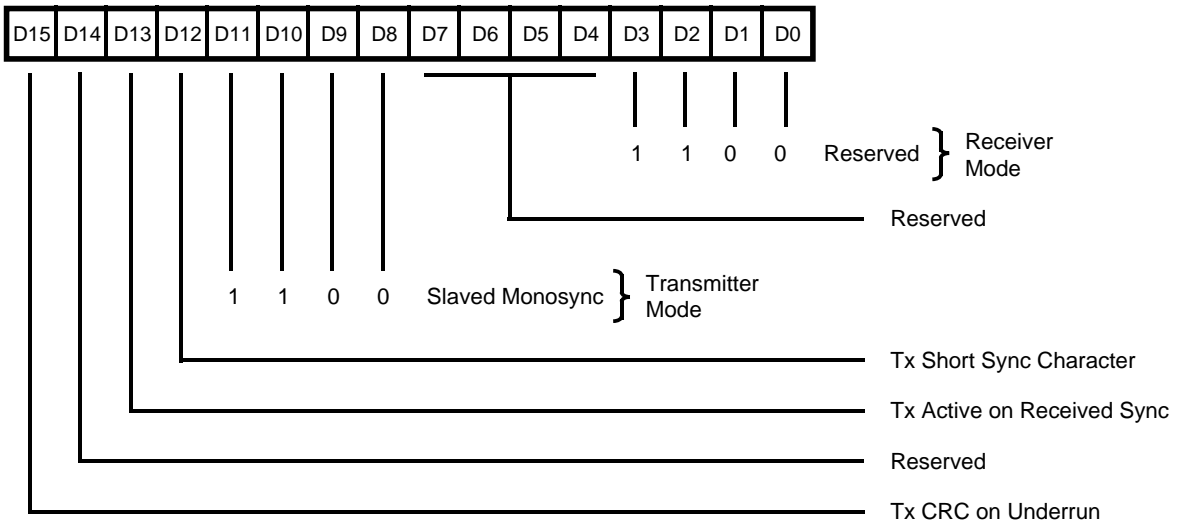 D15 D14 D13 D12 D11 D10 D9 D8 D7 D6 D5 D4 D3 D2 D1 D0
1 1 0 0 Reserved } Receiver
Mode
Reserved
1 1 0 0 Slaved Monosync } Transmitter
Mode
Tx Short Sync Character
Tx Active on Received Sync
Reserved
Tx CRC on Underrun